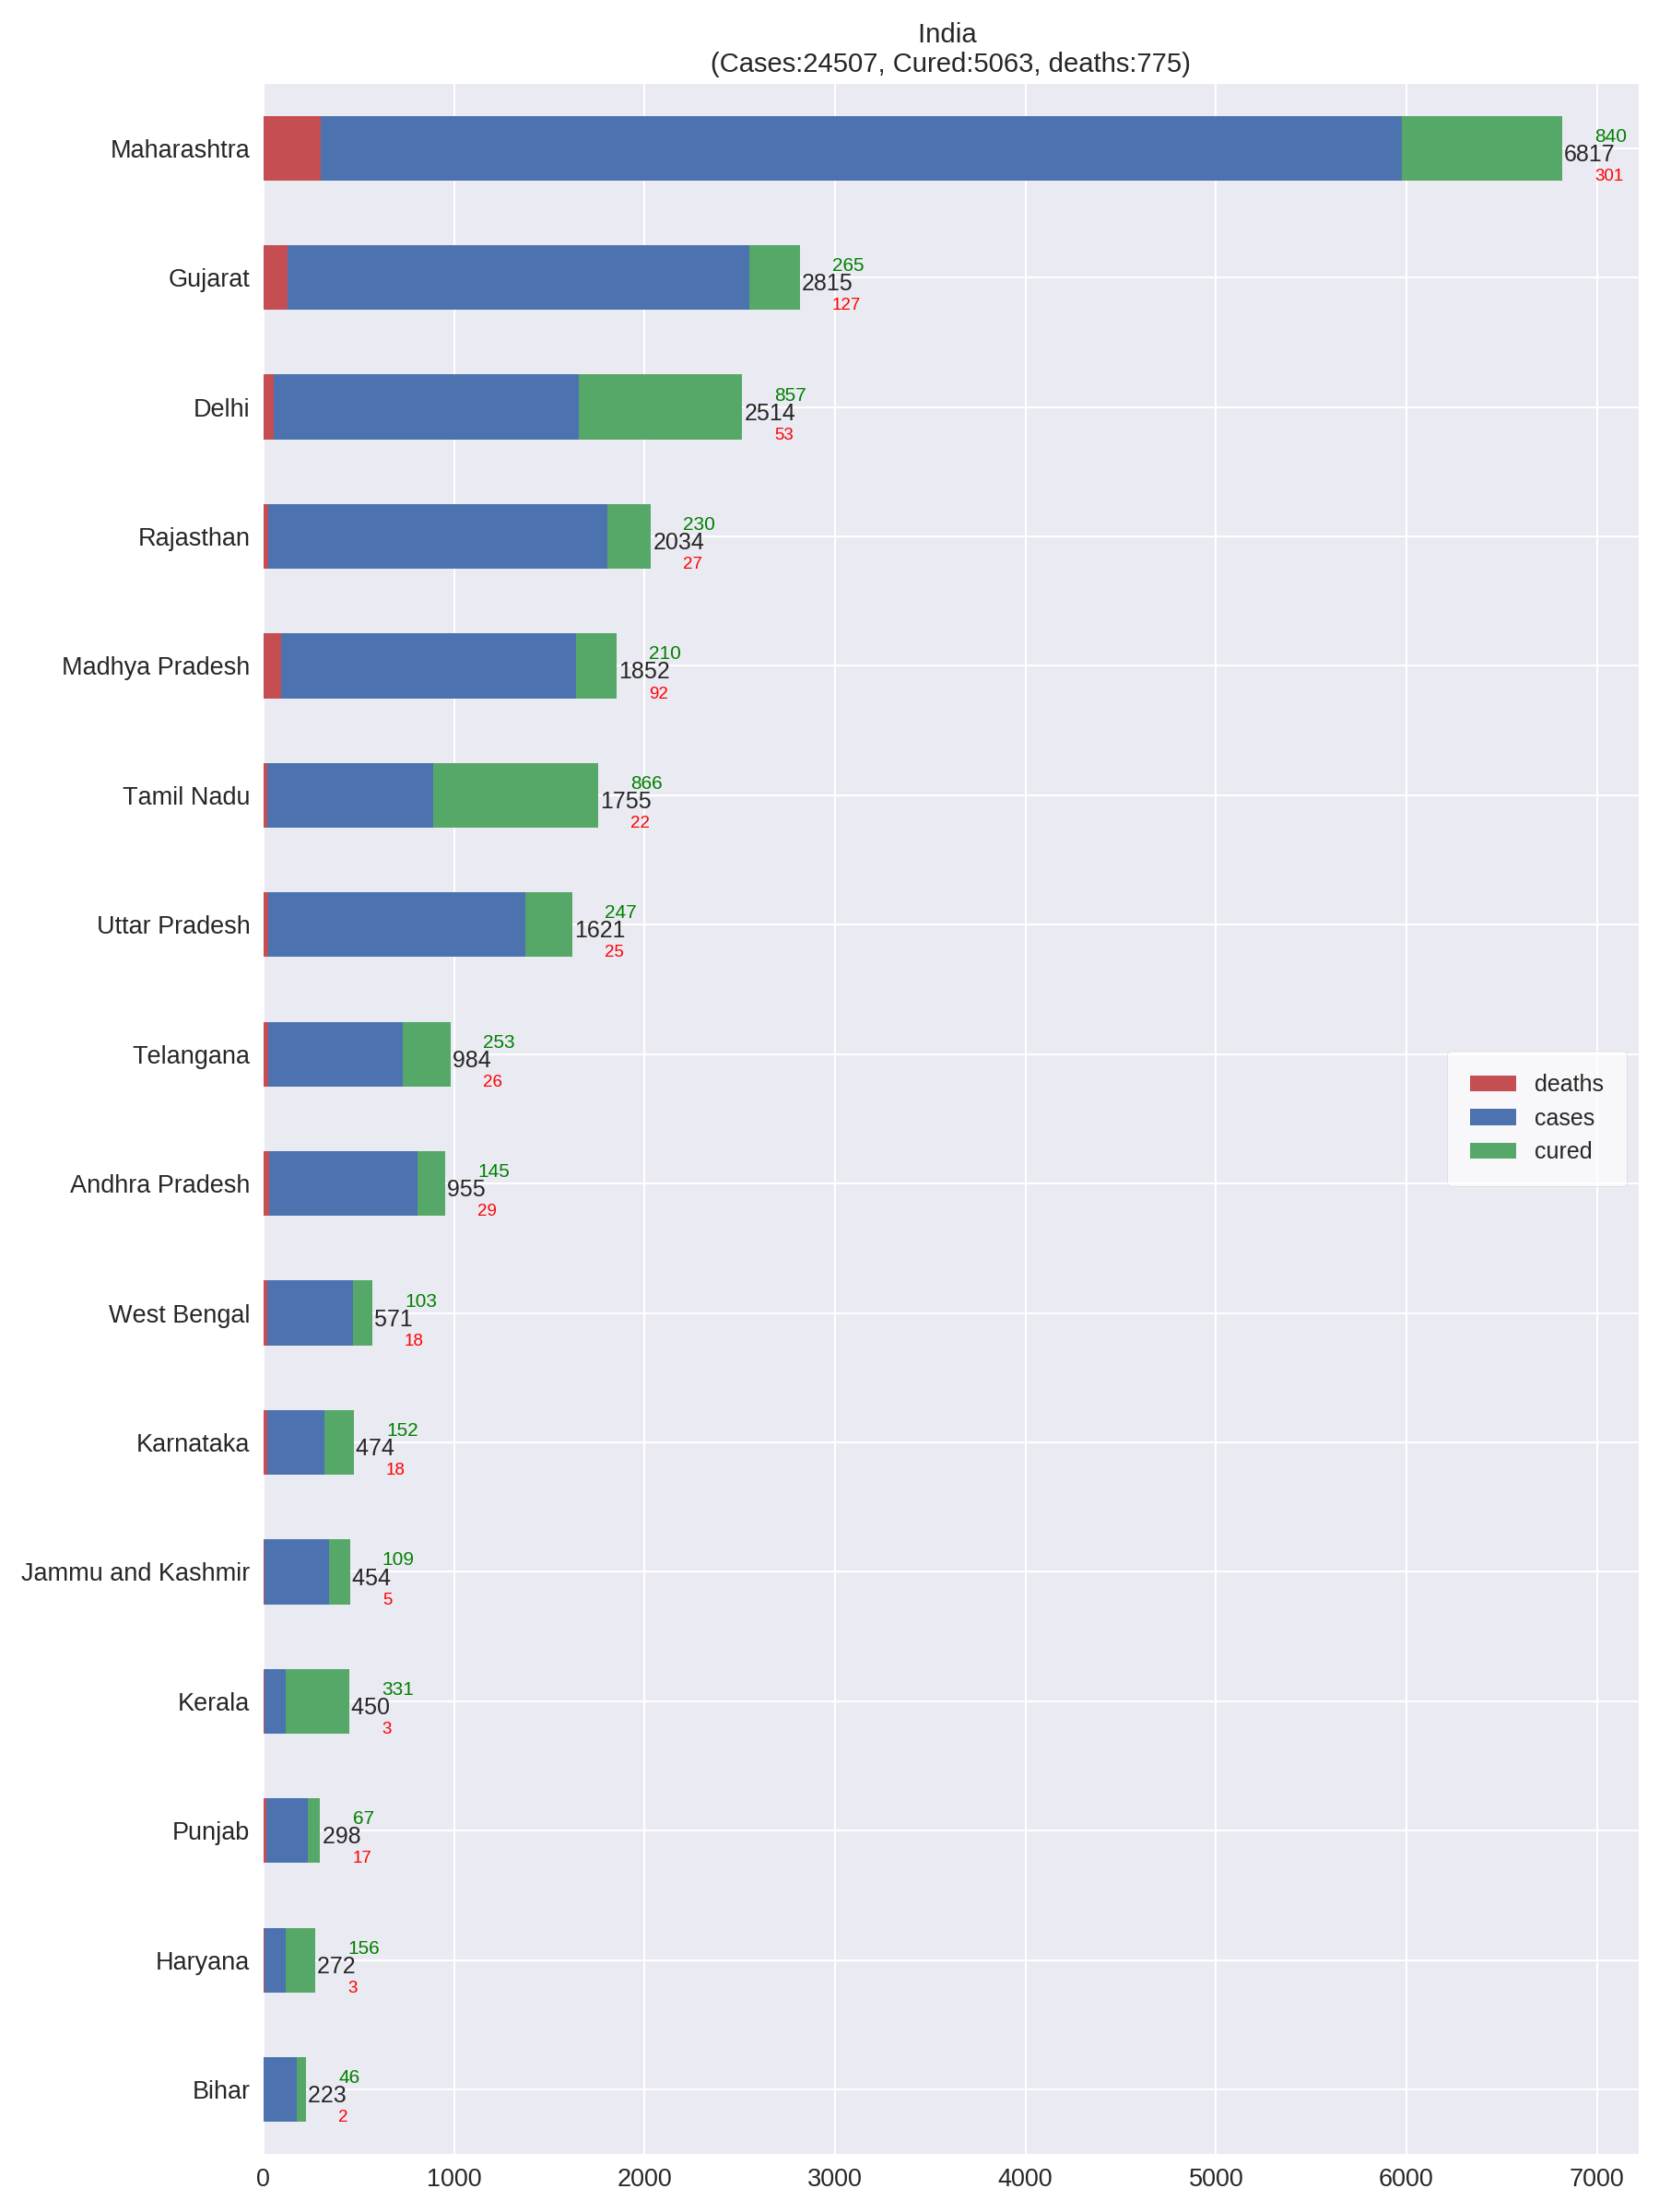 India
(Cases:24507, Cured:5063, deaths:775)
Maharashtra
840
6817
301
Gujarat
265
2815
127
Delhi
857
2514
53
Rajasthan
230
2034
27
Madhya Pradesh
210
1852
92
Tamil Nadu
866
1755
22
Uttar Pradesh
247
1621
25
Telangana
253
984
26
deaths
cases
cured
Andhra Pradesh
145
955
29
West Bengal
103
571
18
Karnataka
152
474
18
Jammu and Kashmir
109
454
5
Kerala
331
450
3
Punjab
67
298
17
Haryana
156
272
3
Bihar
46
223
2
0 1000 2000 3000 4000 5000 6000 7000